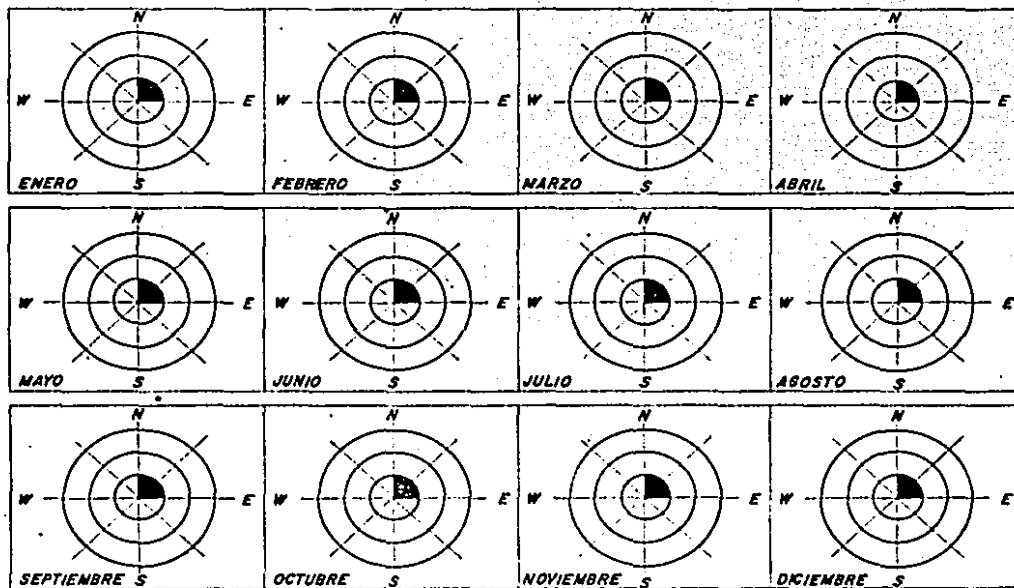 N N N N
W E W E W E W E
ENERO S FEBRERO S MARZO S ABRIL S
N N N N
W E W E W E W E
MAYO S JUNIO S JULIO S AGOSTO S
N N N N
W E W E W E W E
SEPTIEMBRE S OCTUBRE S NOVIEMBRE S DICIEMBRE S